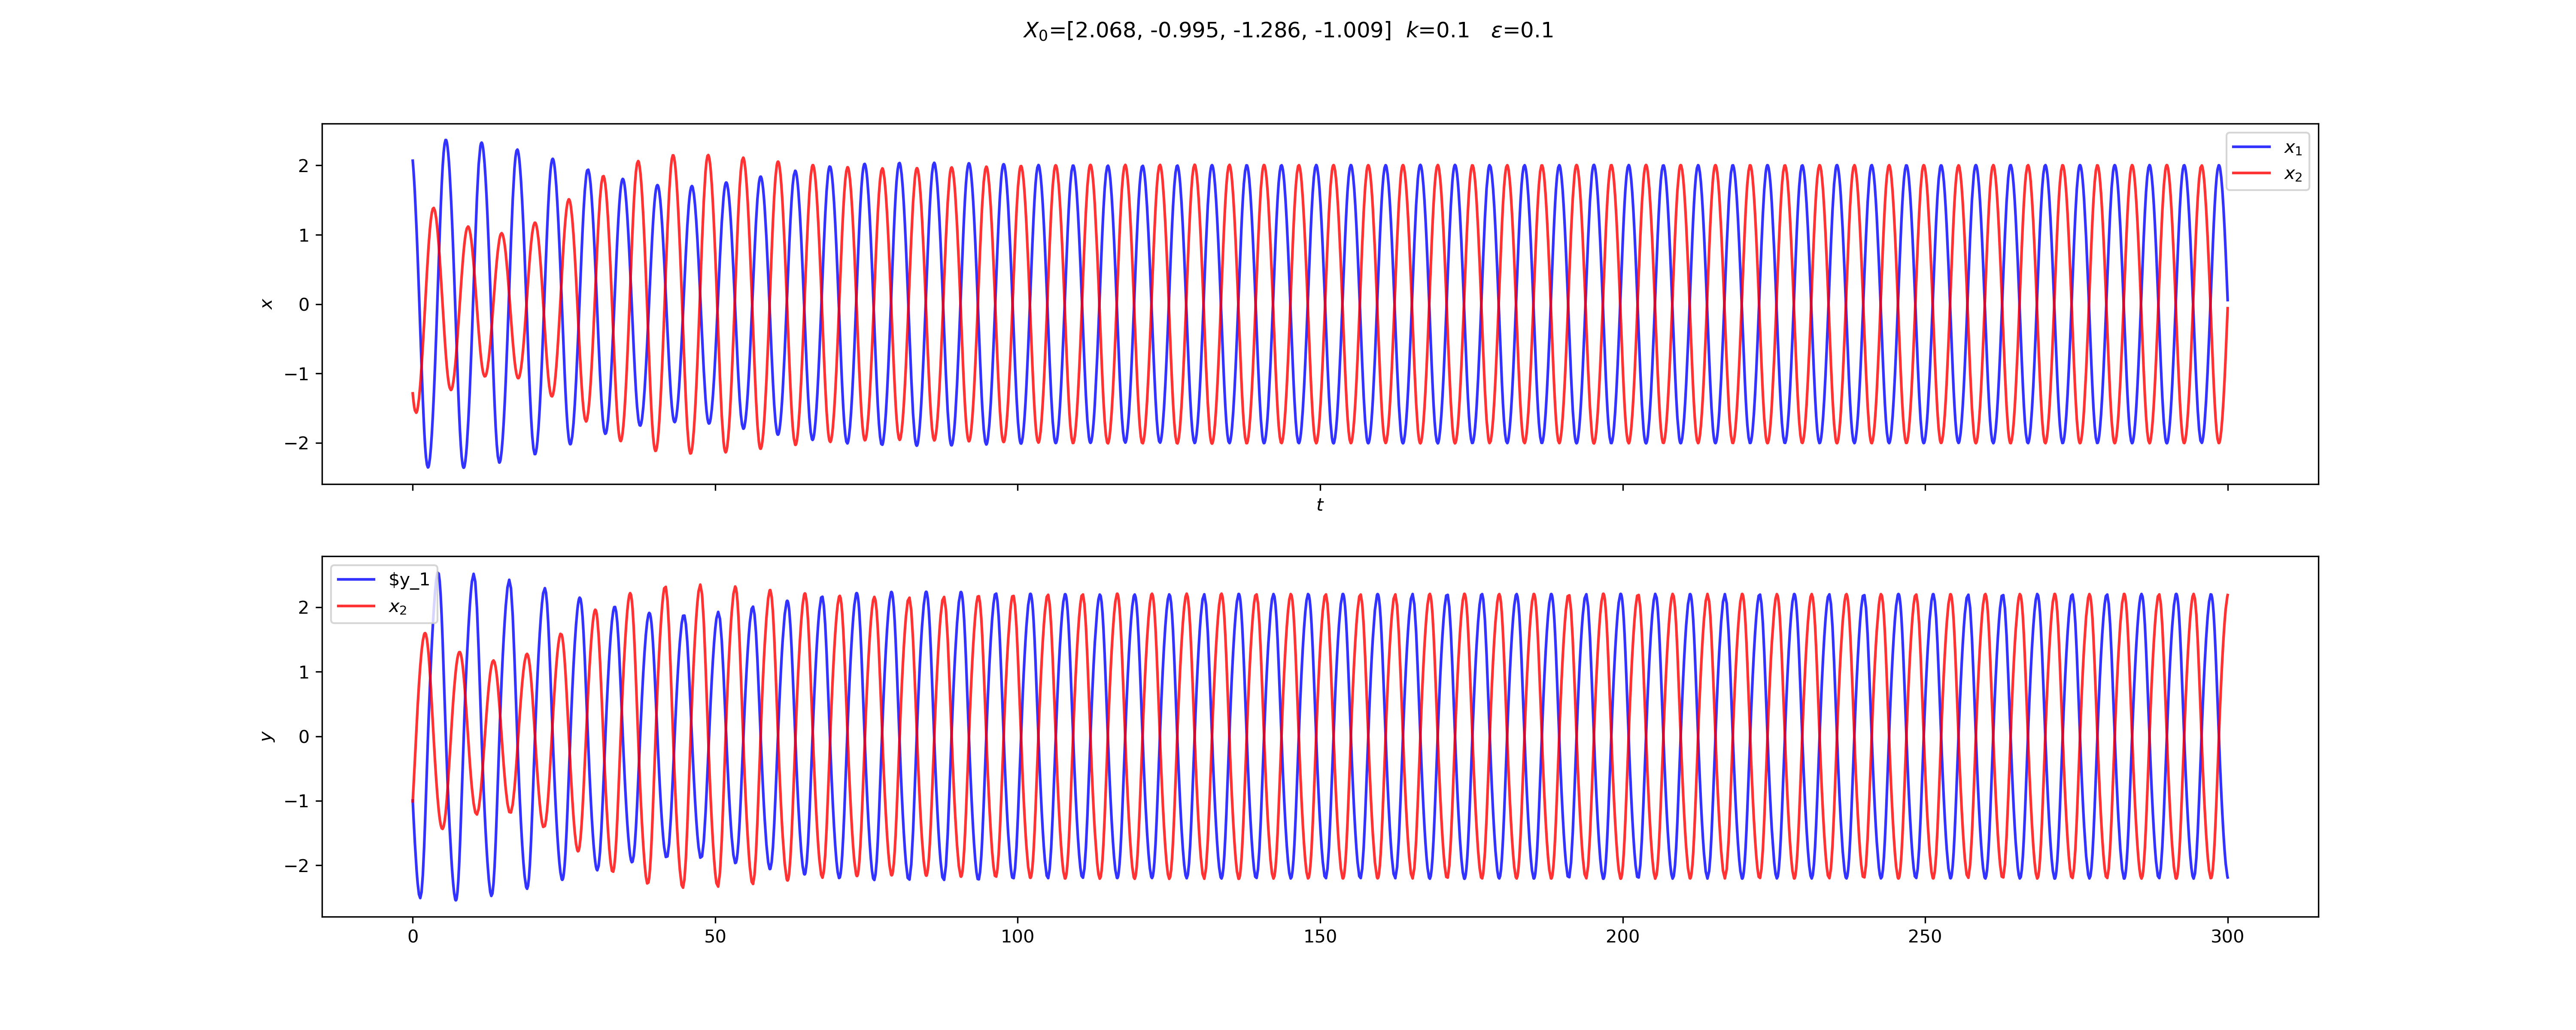 X₀=[2.068, -0.995, -1.286, -1.009] k=0.1 ε=0.1
2
1
0
−1
−2
x
x₁
x₂
t
2
1
0
−1
−2
y
$y_1
x₂
0 50 100 150 200 250 300